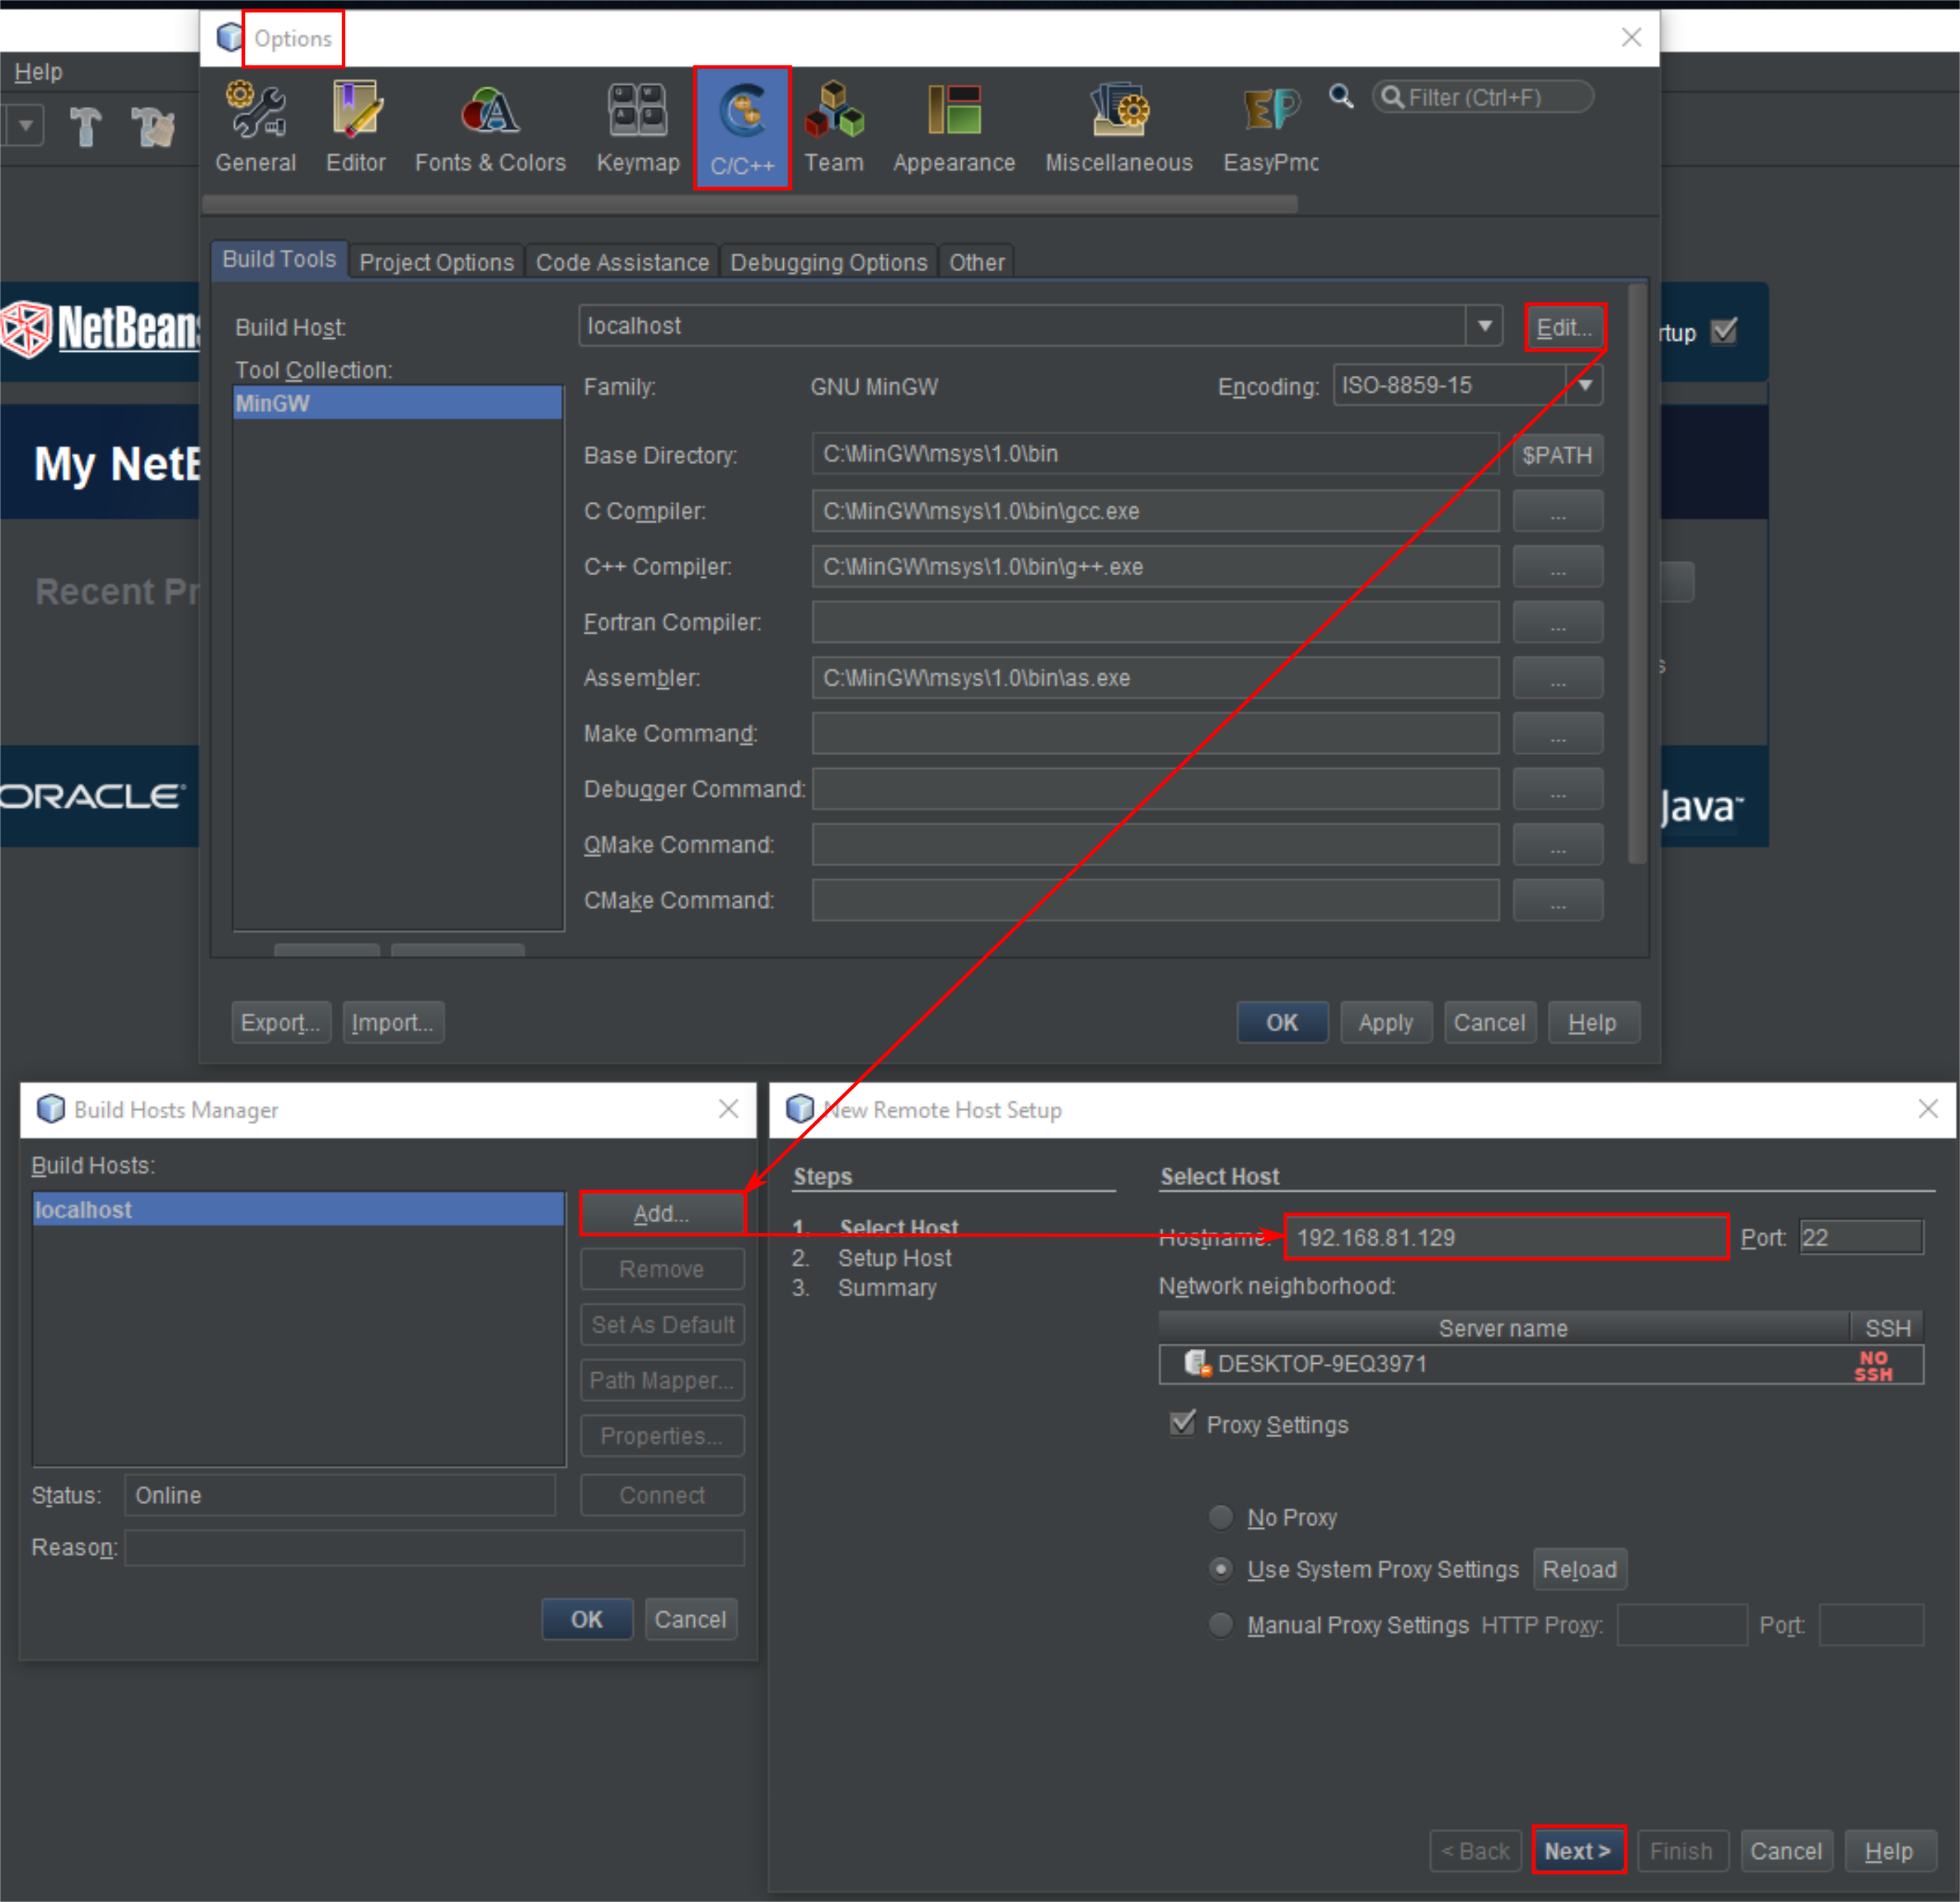 Options
Help
General Editor Fonts & Colors Keymap C/C++ Team Appearance Miscellaneous EasyPmc
Filter (Ctrl+F)
Build Tools Project Options Code Assistance Debugging Options Other
NetBeans
Build Host: localhost Edit...
rtup
Tool Collection:
MinGW
Family: GNU MinGW Encoding: ISO-8859-15
My NetB
Base Directory: C:\MinGW\msys\1.0\bin $PATH
C Compiler: C:\MinGW\msys\1.0\bin\gcc.exe ...
C++ Compiler: C:\MinGW\msys\1.0\bin\g++.exe ...
Recent Pr
Fortran Compiler: ...
s
Assembler: C:\MinGW\msys\1.0\bin\as.exe ...
Make Command: ...
Debugger Command: ...
ORACLE
Java™
QMake Command: ...
CMake Command: ...
Export... Import... OK Apply Cancel Help
Build Hosts Manager
Build Hosts:
localhost
Add...
Remove
Set As Default
Path Mapper...
Properties...
Status: Online Connect
Reason:
OK Cancel
New Remote Host Setup
Steps
1. Select Host
2. Setup Host
3. Summary
Select Host
Hostname: 192.168.81.129 Port: 22
Network neighborhood:
Server name SSH
DESKTOP-9EQ3971 NO SSH
Proxy Settings
No Proxy
Use System Proxy Settings Reload
Manual Proxy Settings HTTP Proxy: Port:
< Back Next > Finish Cancel Help